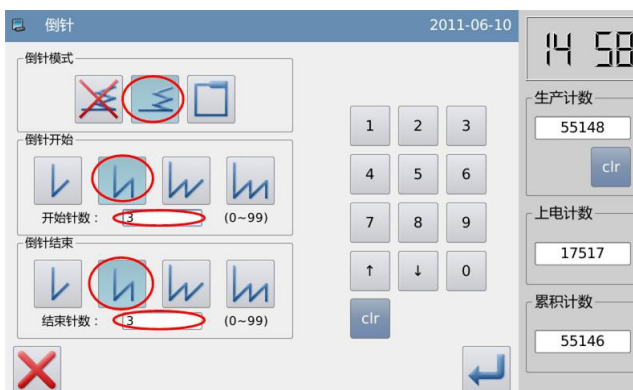 倒针
2011-06-10
14 58
倒针模式
倒针开始
开始针数：
3
(0~99)
倒针结束
结束针数：
3
(0~99)
1 2 3
4 5 6
7 8 9
↑ ↓ 0
clr
生产计数
55148
clr
上电计数
17517
累积计数
55146